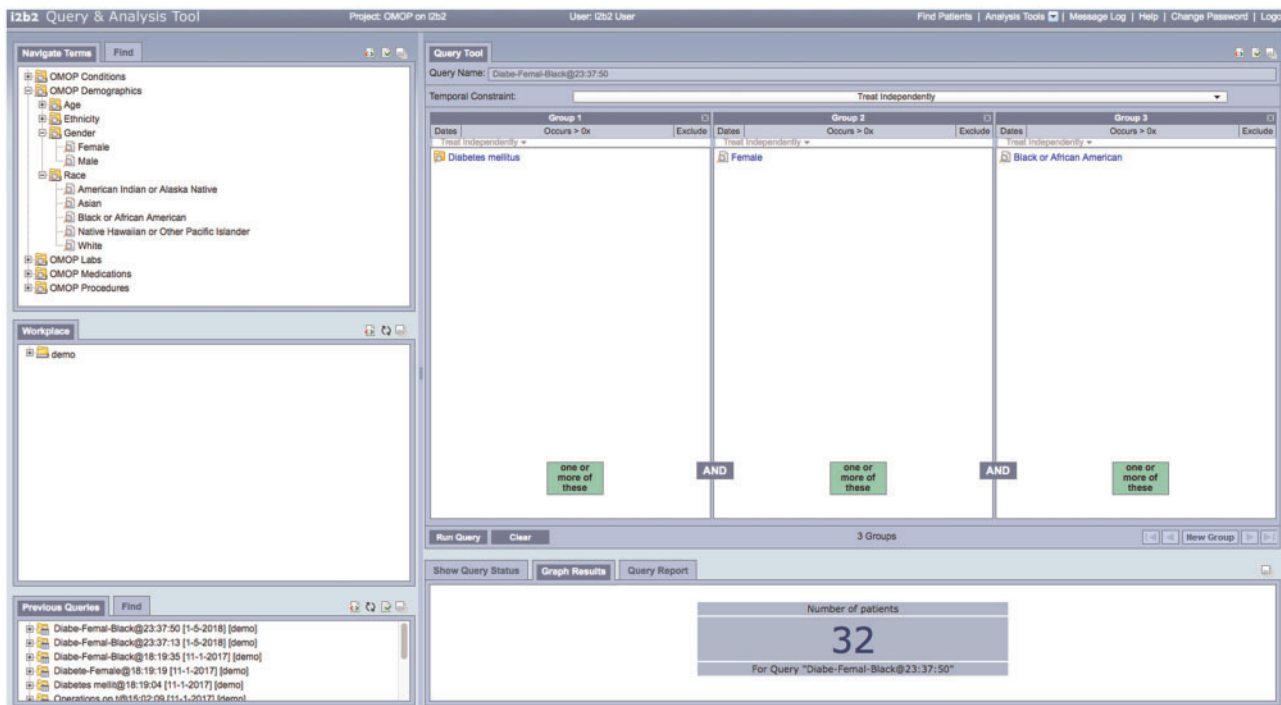 i2b2 Query & Analysis Tool Project: OMOP on i2b2 User: i2b2 User Find Patients | Analysis Tools | Message Log | Help | Change Password | Logo
Navigate Terms Find
OMOP Conditions
OMOP Demographics
Age
Ethnicity
Gender
Female
Male
Race
American Indian or Alaska Native
Asian
Black or African American
Native Hawaiian or Other Pacific Islander
White
OMOP Labs
OMOP Medications
OMOP Procedures
Workplace
demo
Previous Queries Find
Diabe-Femal-Black@23:37:50 [1-5-2018] [demo]
Diabe-Femal-Black@23:37:13 [1-5-2018] [demo]
Diabe-Femal-Black@18:19:35 [11-1-2017] [demo]
Diabete-Female@18:19:19 [11-1-2017] [demo]
Diabetes mellit@18:19:04 [11-1-2017] [demo]
Operations on t@15:02:09 [11-1-2017] [demo]
Query Tool
Query Name: Diabe-Femal-Black@23:37:50
Temporal Constraint: Treat Independently
Group 1 Group 2 Group 3
Dates Occurs > 0x Exclude Dates Occurs > 0x Exclude Dates Occurs > 0x Exclude
Treat Independently Treat Independently Treat Independently
Diabetes mellitus Female Black or African American
one or
more of
these
AND
one or
more of
these
AND
one or
more of
these
Run Query Clear 3 Groups New Group
Show Query Status Graph Results Query Report
Number of patients
32
For Query "Diabe-Femal-Black@23:37:50"